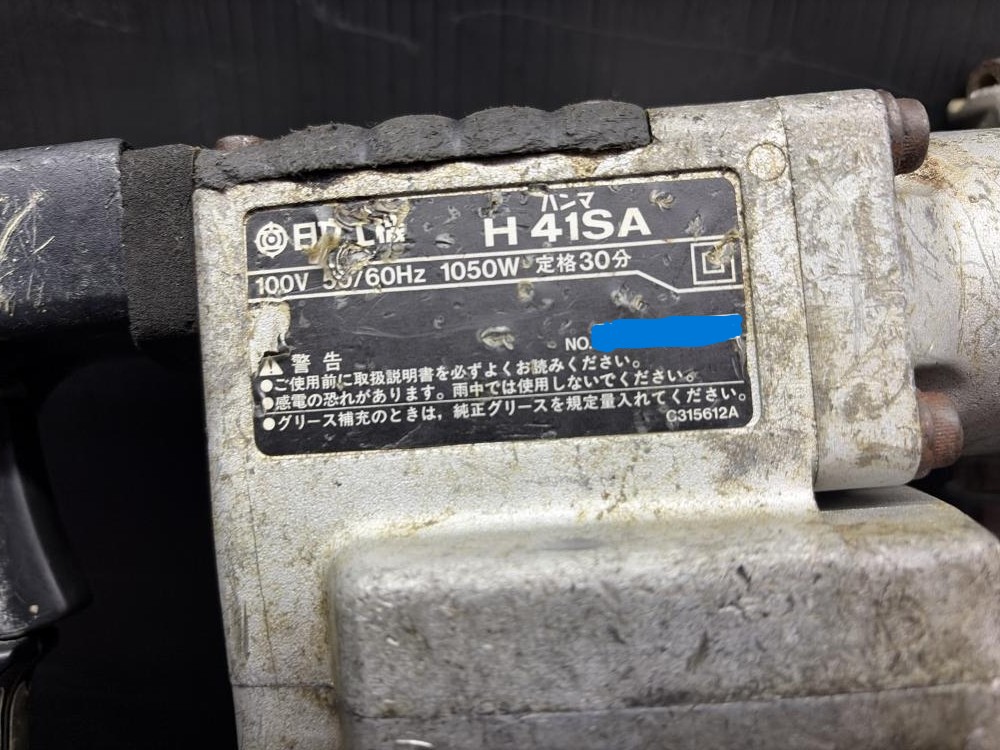 ハンマ
H 41SA
100V 50/60Hz 1050W 定格30分
NO.
警告
●ご使用前に取扱説明書を必ずよくお読みください。
●感電の恐れがあります。雨中では使用しないでください。
●グリース補充のときは，純正グリースを規定量入れてください。
C315612A